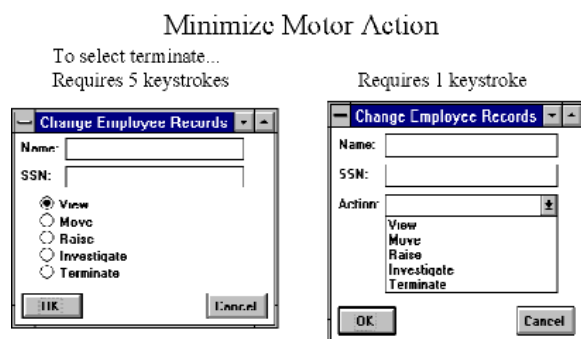 Minimize Motor Action
To select terminate...
Requires 5 keystrokes
Change Employee Records
Name:
SSN:
View
Move
Raise
Investigate
Terminate
OK
Cancel
Requires 1 keystroke
Change Employee Records
Name:
SSN:
Action:
View
Move
Raise
Investigate
Terminate
OK
Cancel